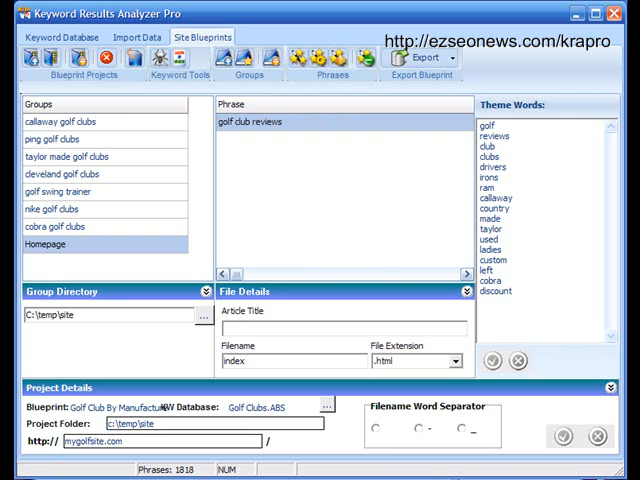 Keyword Results Analyzer Pro
Keyword Database Import Data Site Blueprints
http://ezseonews.com/krapro
Export
Blueprint Projects Keyword Tools Groups Phrases Export Blueprint
Groups
callaway golf clubs
ping golf clubs
taylor made golf clubs
cleveland golf clubs
golf swing trainer
nike golf clubs
cobra golf clubs
Homepage
Phrase
golf club reviews
Theme Words:
golf
reviews
club
clubs
drivers
irons
ram
callaway
country
made
taylor
used
ladies
custom
left
cobra
discount
Group Directory
C:\temp\site
...
File Details
Article Title
Filename File Extension
index .html
Project Details
Blueprint: Golf Club By Manufacture KW Database: Golf Clubs.ABS ...
Project Folder: c:\temp\site
http:// mygolfsite.com /
Filename Word Separator
- _
Phrases: 1818 NUM